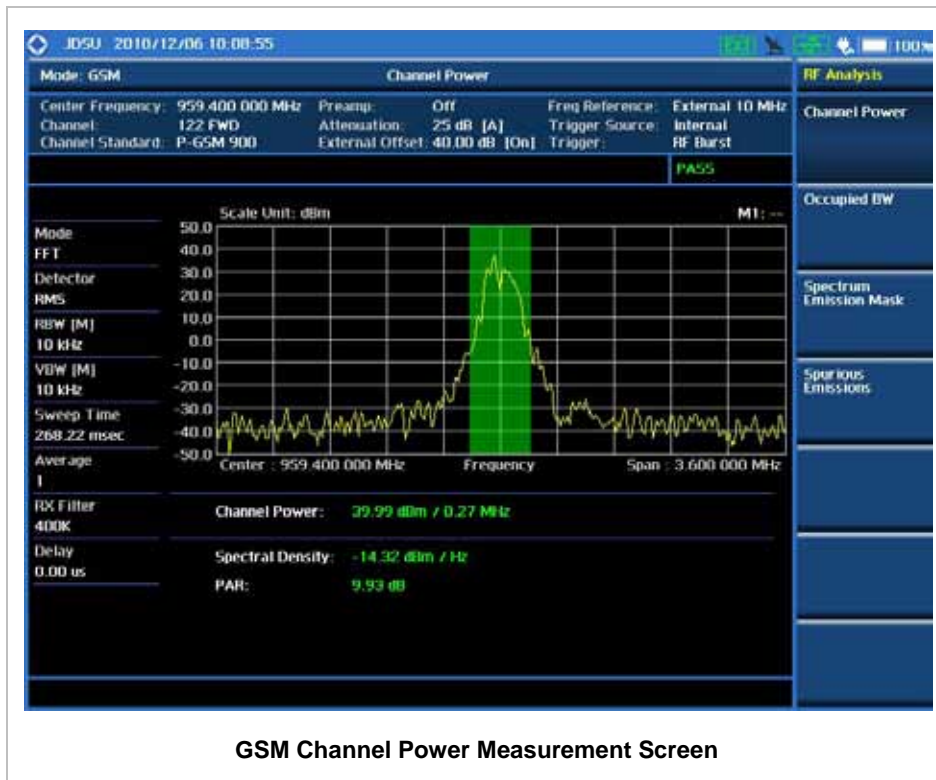 JDSU 2010/12/06 10:08:55
100%
Mode: GSM
Channel Power
RF Analysis
Center Frequency: 959.400 000 MHz
Preamp: Off
Freq Reference: External 10 MHz
Channel: 122 FWD
Attenuation: 25 dB [A]
Trigger Source: Internal
Channel Standard: P-GSM 900
External Offset: 40.00 dB [On]
Trigger: RF Burst
PASS
Channel Power
Occupied BW
Spectrum
Emission Mask
Spurious
Emissions
Scale Unit: dBm
M1: --
50.0
40.0
30.0
20.0
10.0
0.0
-10.0
-20.0
-30.0
-40.0
-50.0
Mode
FFT
Detector
RMS
RBW [M]
10 kHz
VBW [M]
10 kHz
Sweep Time
268.22 msec
Average
1
RX Filter
400K
Delay
0.00 us
Center : 959.400 000 MHz
Frequency
Span : 3.600 000 MHz
Channel Power: 39.99 dBm / 0.27 MHz
Spectral Density: -14.32 dBm / Hz
PAR: 9.93 dB
GSM Channel Power Measurement Screen